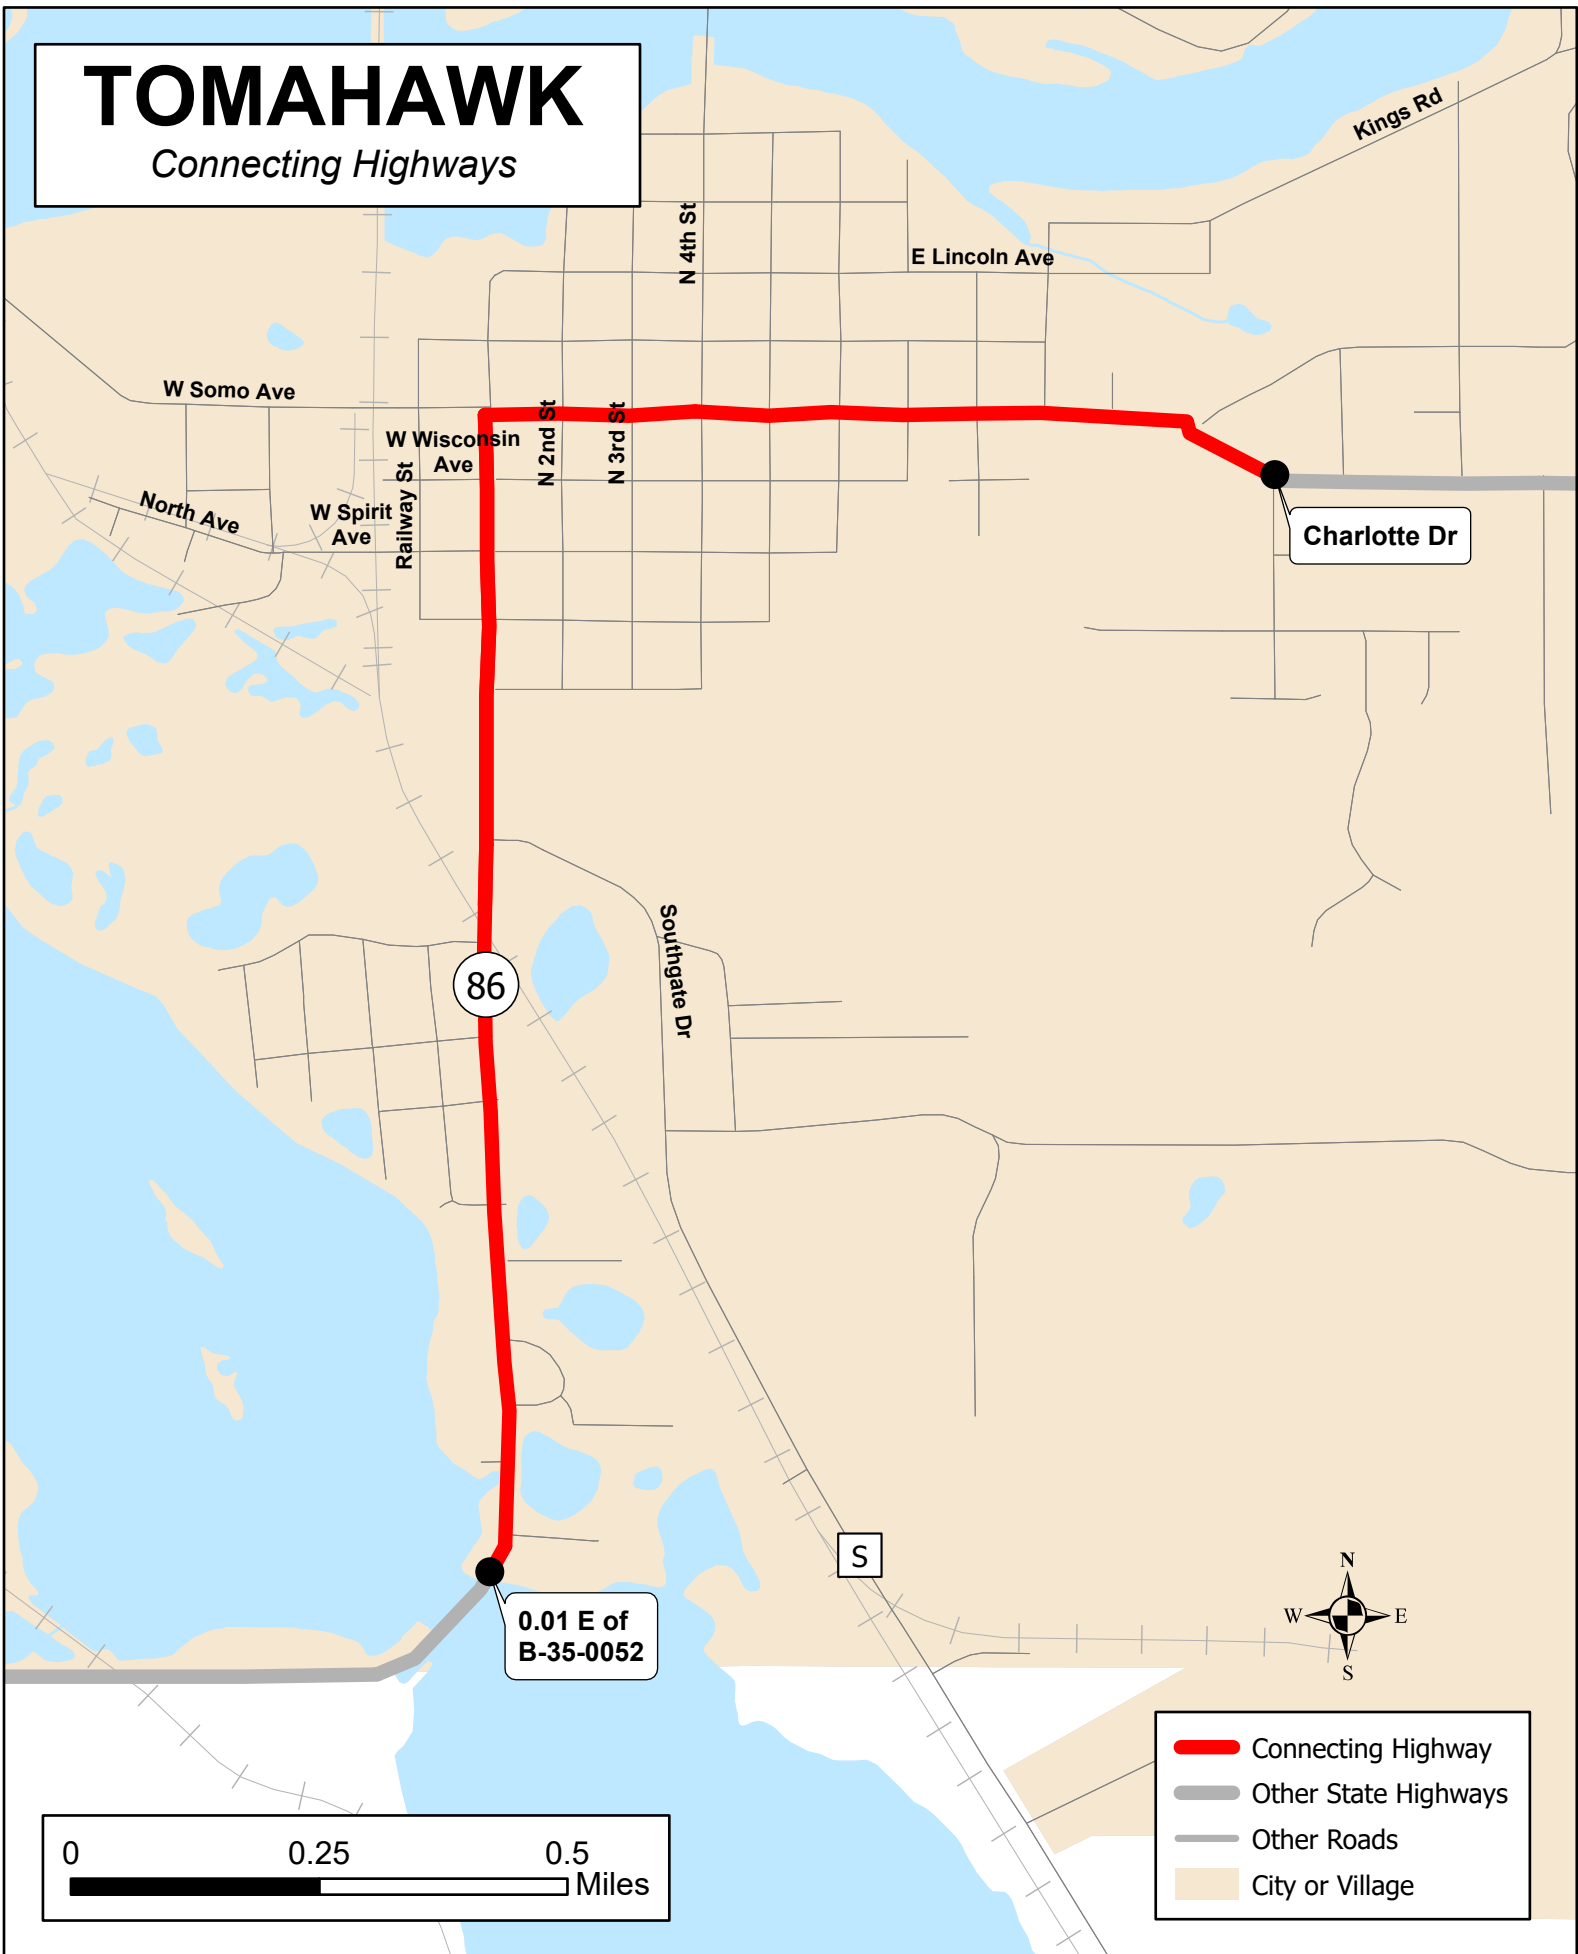 TOMAHAWK
Connecting Highways
Kings Rd
N 4th St
E Lincoln Ave
W Somo Ave
W Wisconsin
Ave
N 2nd St
N 3rd St
Railway St
North Ave
W Spirit
Ave
Charlotte Dr
Southgate Dr
86
S
0.01 E of
B-35-0052
N
W
E
S
Connecting Highway
Other State Highways
Other Roads
City or Village
0 0.25 0.5
Miles